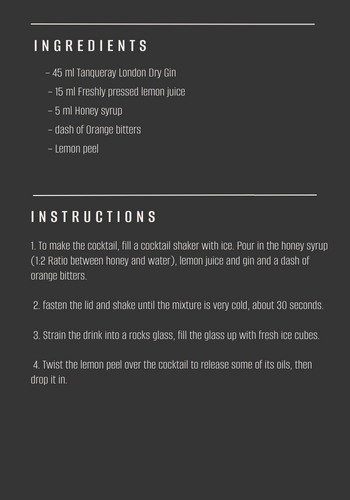 INGREDIENTS
- 45 ml Tanqueray London Dry Gin
- 15 ml Freshly pressed lemon juice
- 5 ml Honey syrup
- dash of Orange bitters
- Lemon peel
INSTRUCTIONS
1. To make the cocktail, fill a cocktail shaker with ice. Pour in the honey syrup
(1:2 Ratio between honey and water), lemon juice and gin and a dash of
orange bitters.
2. fasten the lid and shake until the mixture is very cold, about 30 seconds.
3. Strain the drink into a rocks glass, fill the glass up with fresh ice cubes.
4. Twist the lemon peel over the cocktail to release some of its oils, then
drop it in.